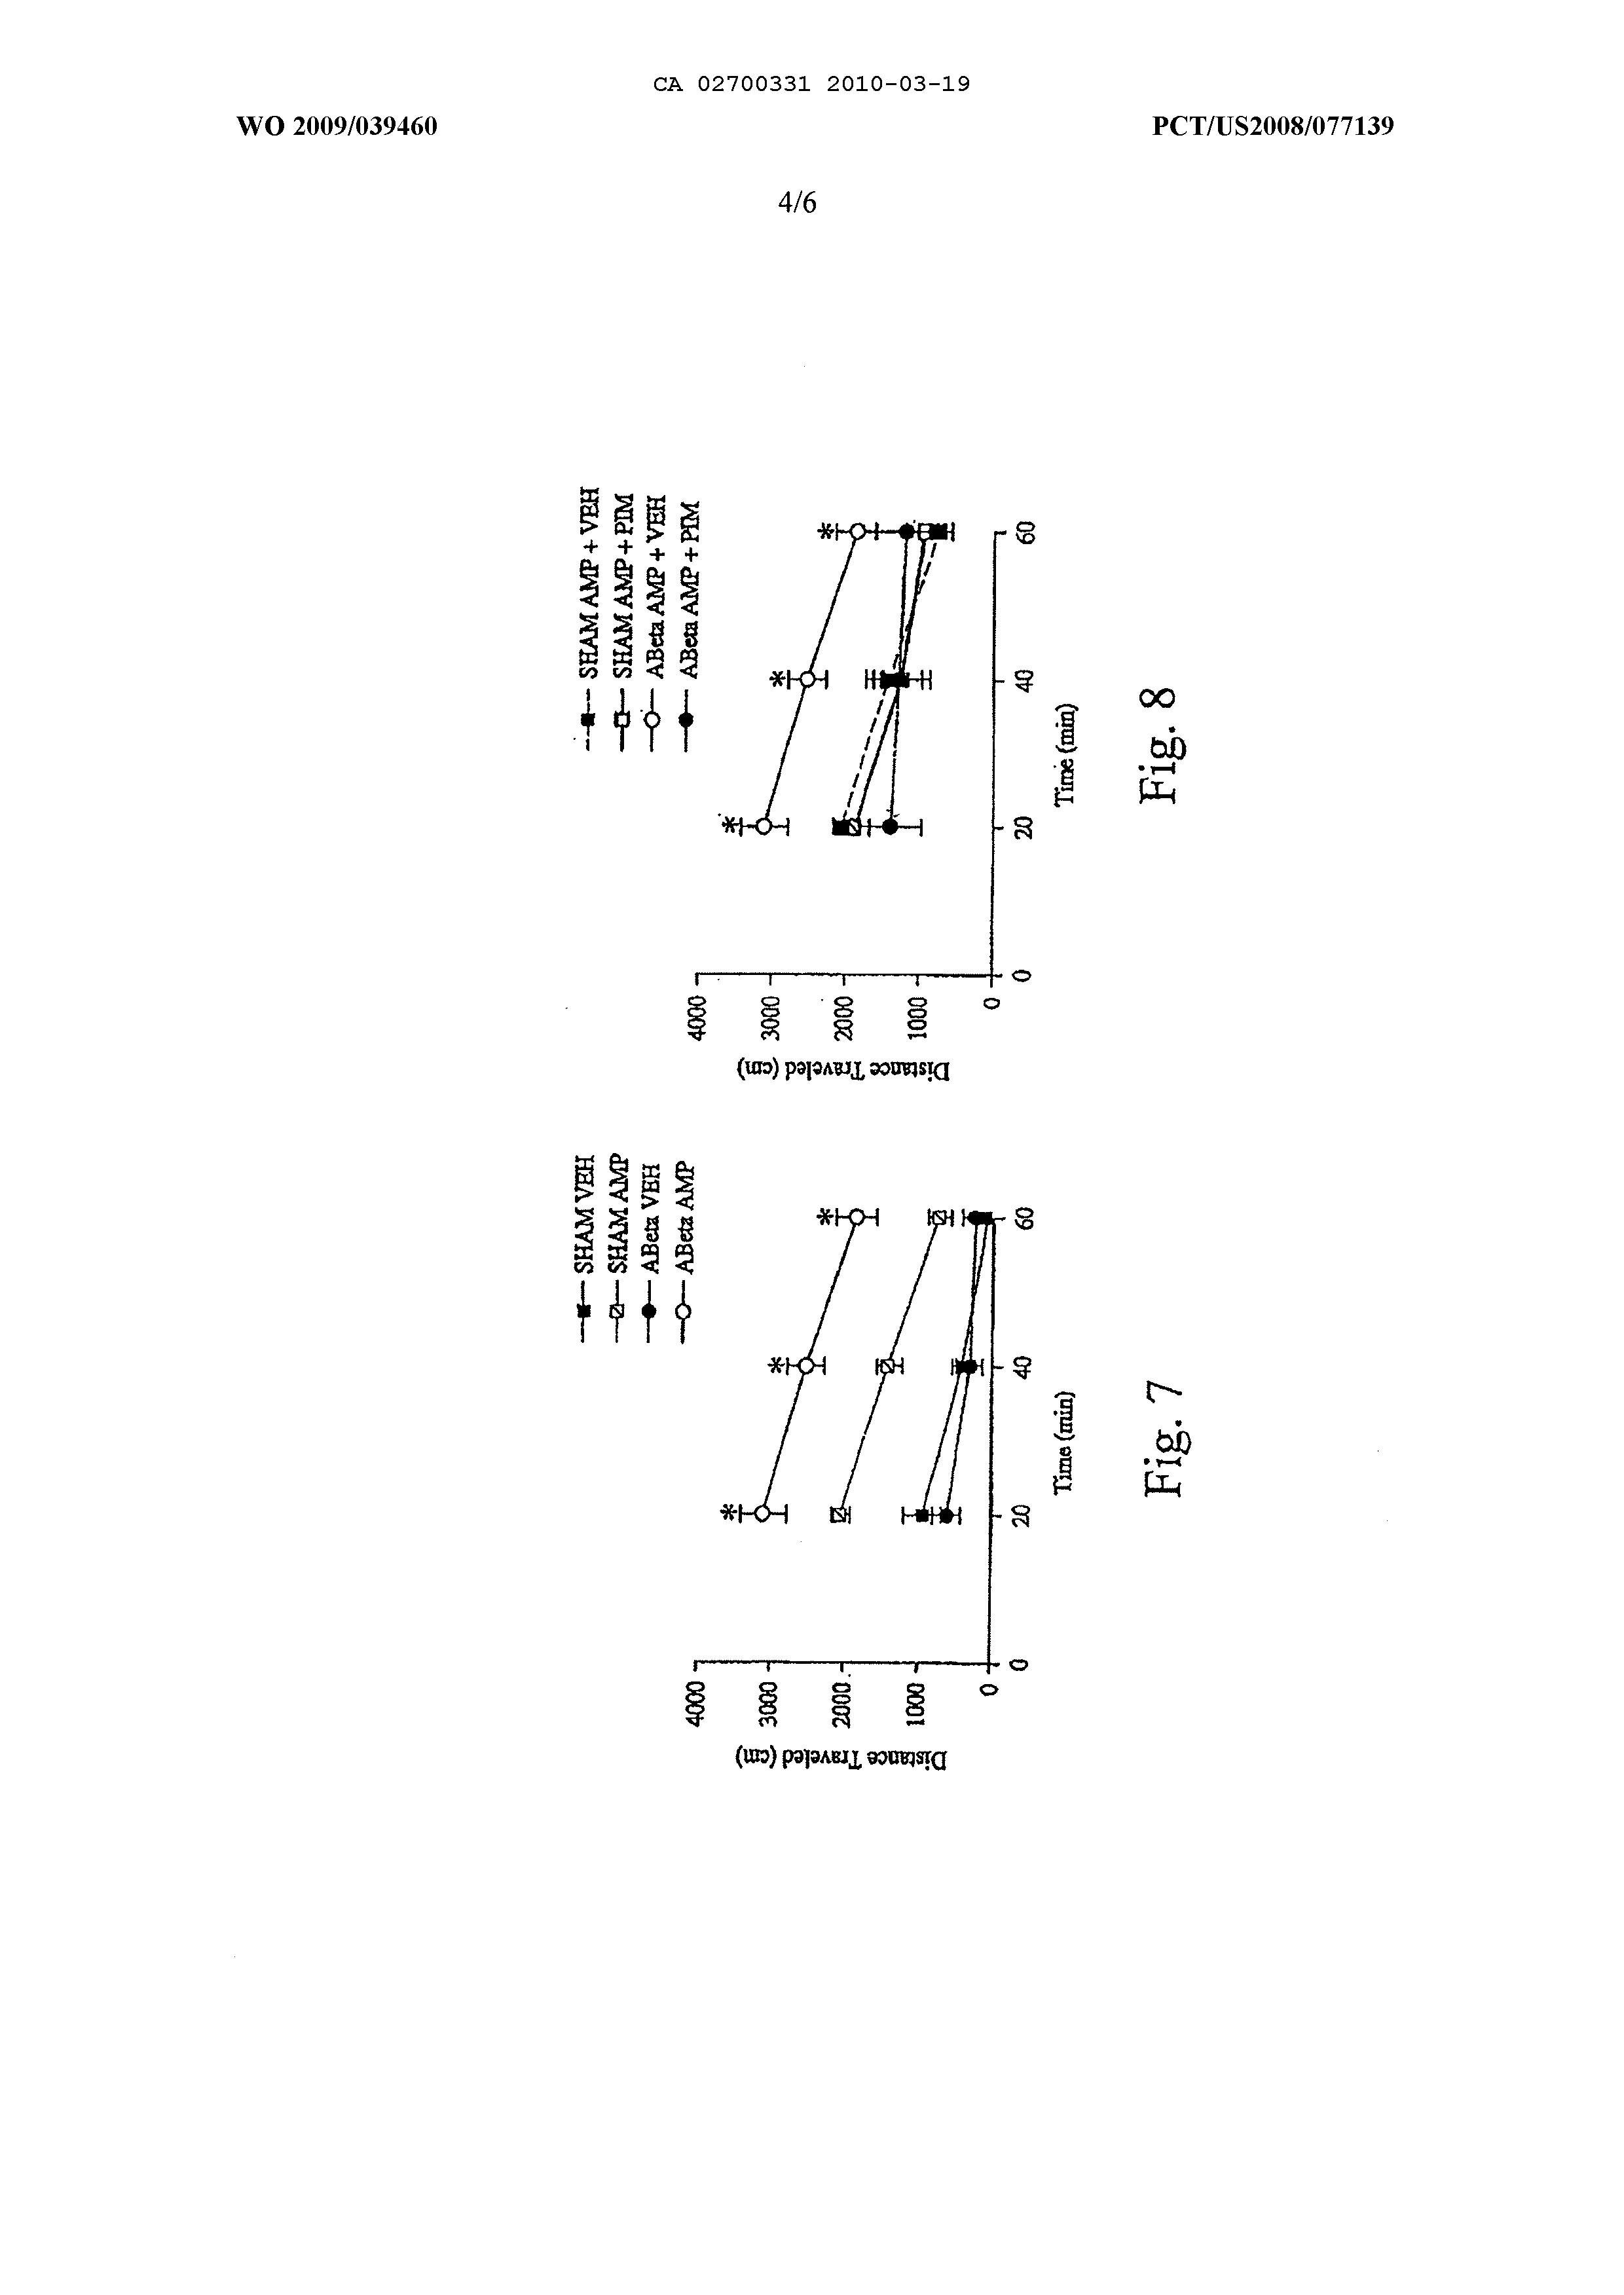 CA 02700331 2010-03-19
WO 2009/039460
PCT/US2008/077139
4/6
SHAM VEH
SHAM AMP
ABeta VEH
ABeta AMP
Distance Traveled (cm)
4000
3000
2000
1000
0
0
20
40
60
*
*
*
Time (min)
Fig. 7
SHAM AMP + VEH
SHAM AMP + PIM
ABeta AMP + VEH
ABeta AMP + PIM
Distance Traveled (cm)
4000
3000
2000
1000
0
0
20
40
60
*
*
*
Time (min)
Fig. 8